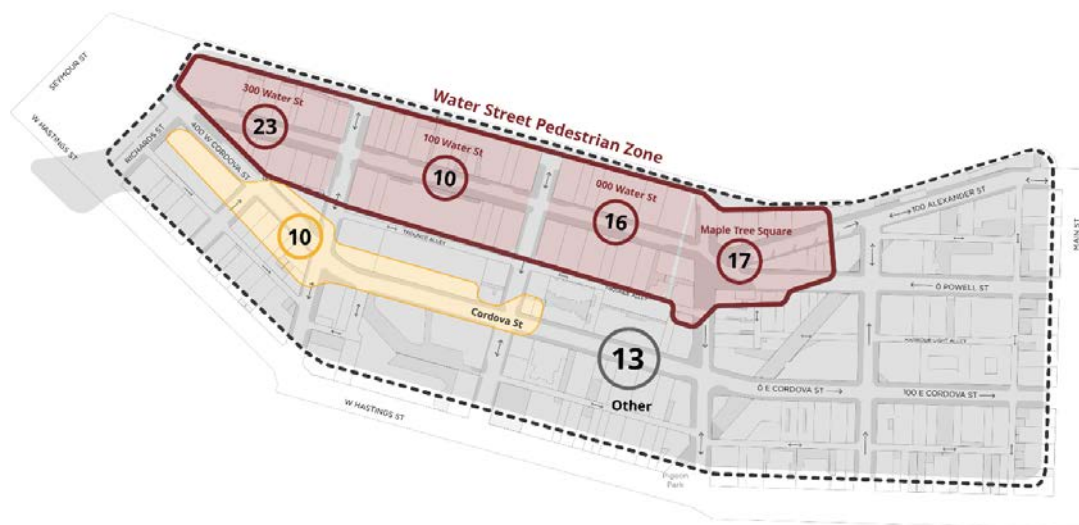 SEYMOUR ST
W HASTINGS ST
RICHARDS ST
400 W CORDOVA ST
Water Street Pedestrian Zone
300 Water St
23
100 Water St
10
000 Water St
16
Maple Tree Square
17
100 ALEXANDER ST
MAIN ST
10
TROUNCE ALLEY
0 POWELL ST
Cordova St
13
Other
0 E CORDOVA ST
100 E CORDOVA ST
W HASTINGS ST
Pigeon
Park